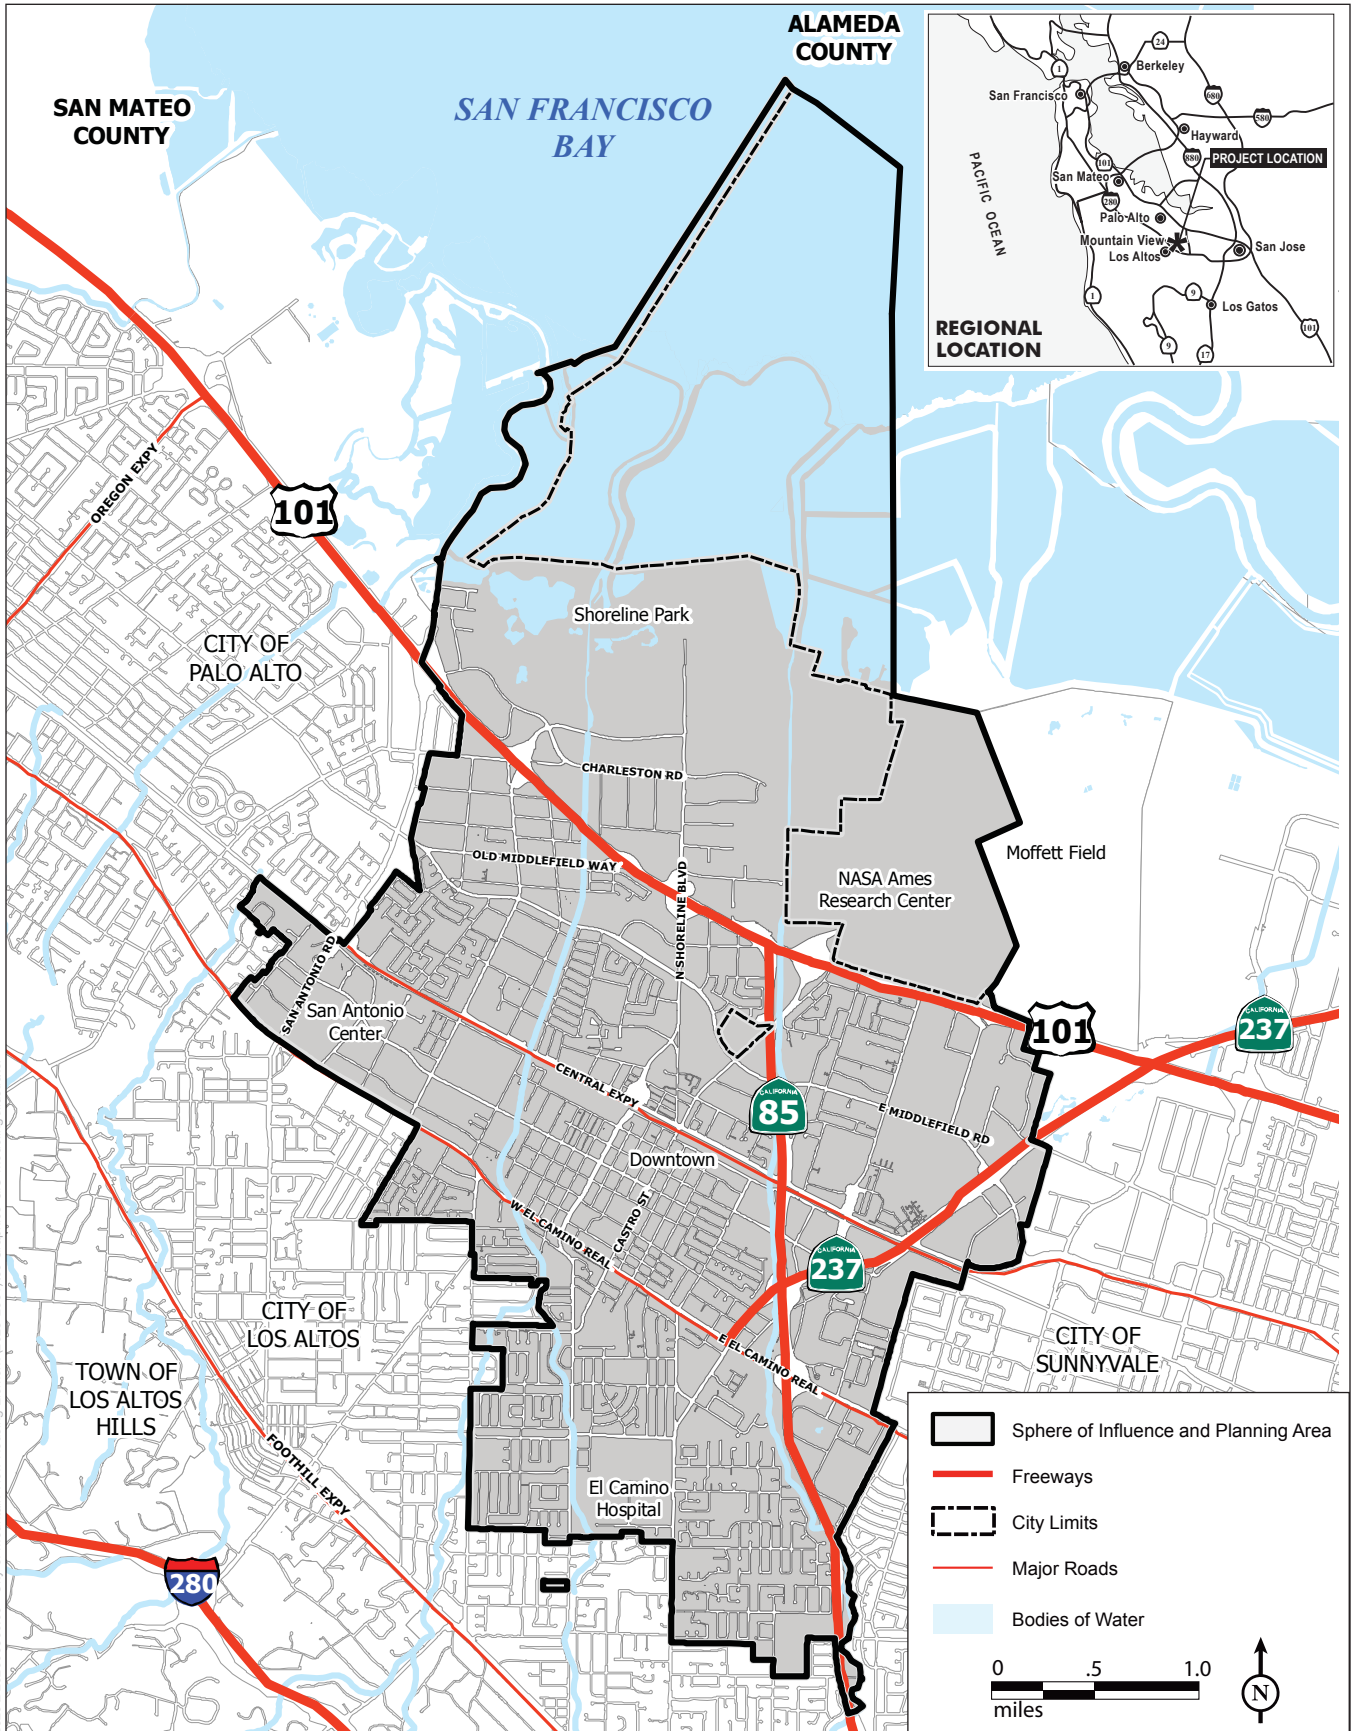 ALAMEDA
COUNTY
SAN MATEO
COUNTY
SAN FRANCISCO
BAY
24
1
Berkeley
San Francisco
680
580
Hayward
101
880
PROJECT LOCATION
San Mateo
280
PACIFIC OCEAN
Palo Alto
Mountain View
Los Altos
San Jose
1
9
Los Gatos
101
REGIONAL
LOCATION
9
17
OREGON EXPY
101
Shoreline Park
CITY OF
PALO ALTO
CHARLESTON RD
OLD MIDDLEFIELD WAY
N SHORELINE BLVD
Moffett Field
NASA Ames
Research Center
SAN ANTONIO RD
San Antonio
Center
101
CALIFORNIA
237
CENTRAL EXPY
CALIFORNIA
85
E MIDDLEFIELD RD
Downtown
W EL CAMINO REAL
CASTRO ST
CALIFORNIA
237
CITY OF
LOS ALTOS
E EL CAMINO REAL
CITY OF
SUNNYVALE
TOWN OF
LOS ALTOS
HILLS
FOOTHILL EXPY
El Camino
Hospital
280
Sphere of Influence and Planning Area
Freeways
City Limits
Major Roads
Bodies of Water
0 .5 1.0
miles
N